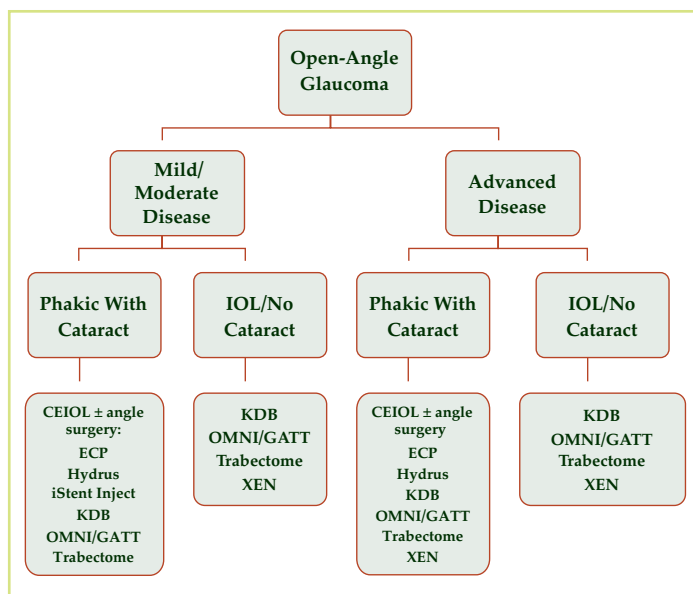 Open-Angle
Glaucoma
Mild/
Moderate
Disease
Advanced
Disease
Phakic With
Cataract
IOL/No
Cataract
Phakic With
Cataract
IOL/No
Cataract
CEIOL ± angle
surgery:
ECP
Hydrus
iStent Inject
KDB
OMNI/GATT
Trabectome
KDB
OMNI/GATT
Trabectome
XEN
CEIOL ± angle
surgery
ECP
Hydrus
KDB
OMNI/GATT
Trabectome
XEN
KDB
OMNI/GATT
Trabectome
XEN